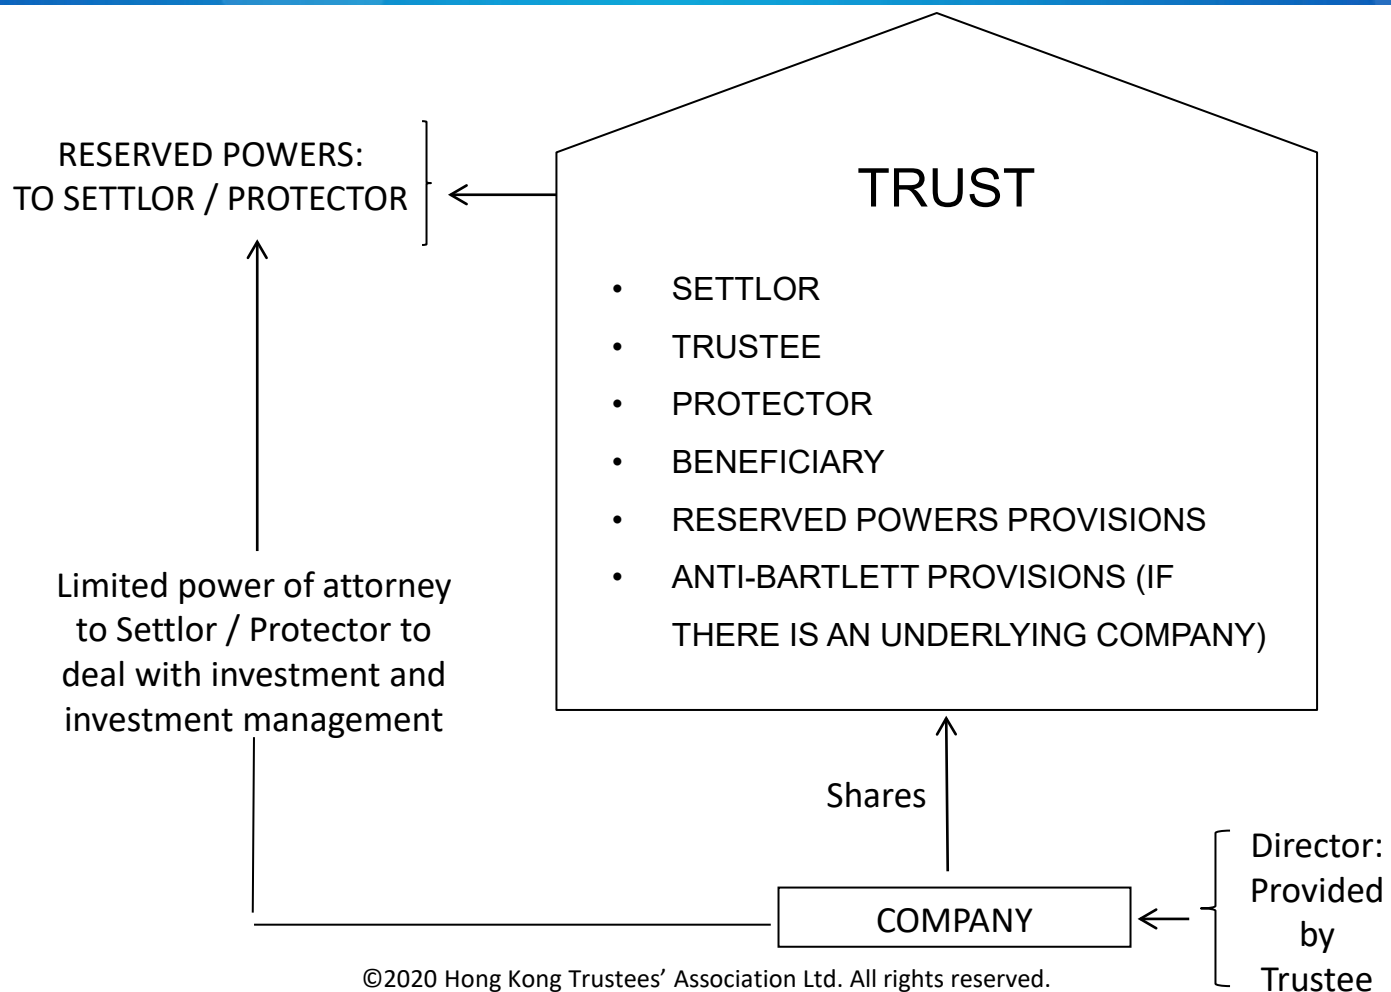 RESERVED POWERS:
TO SETTLOR / PROTECTOR
TRUST
• SETTLOR
• TRUSTEE
• PROTECTOR
• BENEFICIARY
• RESERVED POWERS PROVISIONS
• ANTI-BARTLETT PROVISIONS (IF
THERE IS AN UNDERLYING COMPANY)
Limited power of attorney
to Settlor / Protector to
deal with investment and
investment management
Shares
COMPANY
Director:
Provided
by
Trustee
©2020 Hong Kong Trustees’ Association Ltd. All rights reserved.